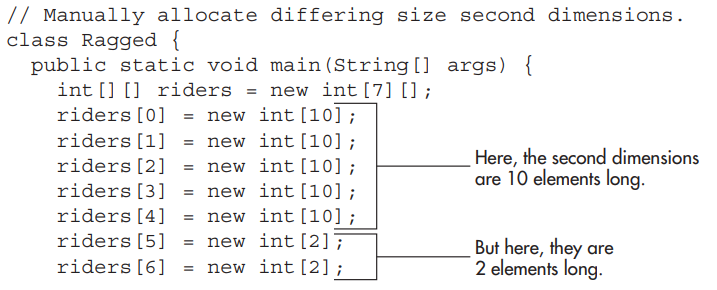 // Manually allocate differing size second dimensions.
class Ragged {
public static void main(String[] args) {
int[][] riders = new int[7][];
riders[0] = new int[10];
riders[1] = new int[10];
riders[2] = new int[10];
riders[3] = new int[10];
riders[4] = new int[10];
riders[5] = new int[2];
riders[6] = new int[2];
Here, the second dimensions
are 10 elements long.
But here, they are
2 elements long.